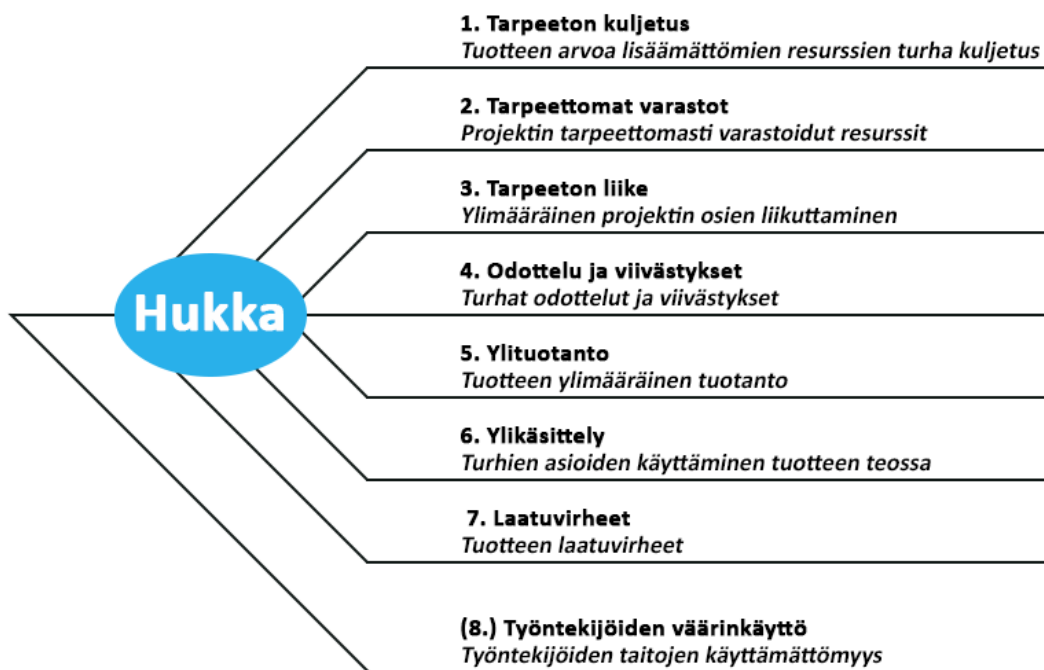 1. Tarpeeton kuljetus
Tuotteen arvoa lisäämättömien resurssien turha kuljetus
2. Tarpeettomat varastot
Projektin tarpeettomasti varastoidut resurssit
3. Tarpeeton liike
Ylimääräinen projektin osien liikuttaminen
4. Odottelu ja viivästykset
Turhat odottelut ja viivästykset
Hukka
5. Ylituotanto
Tuotteen ylimääräinen tuotanto
6. Ylikäsittely
Turhien asioiden käyttäminen tuotteen teossa
7. Laatuvirheet
Tuotteen laatuvirheet
(8.) Työntekijöiden väärinkäyttö
Työntekijöiden taitojen käyttämättömyys